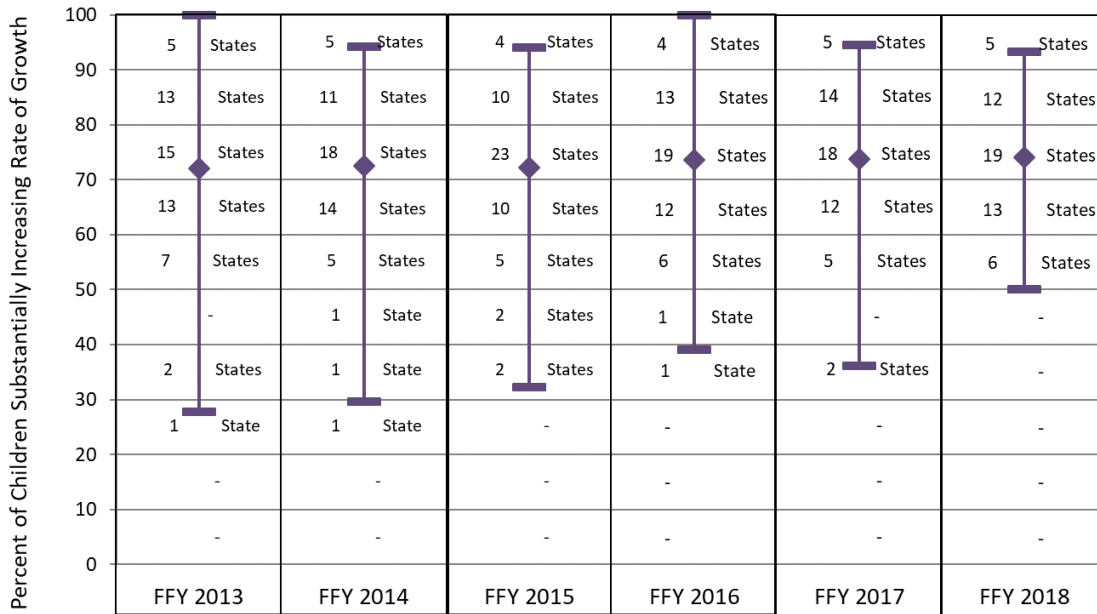 Percent of Children Substantially Increasing Rate of Growth
100
5 States 5 States 4 States 4 States 5 States 5 States
90
13 States 11 States 10 States 13 States 14 States 12 States
80
15 States 18 States 23 States 19 States 18 States 19 States
70
13 States 14 States 10 States 12 States 12 States 13 States
60
7 States 5 States 5 States 6 States 5 States 6 States
50
- 1 State 2 States 1 State - -
40
2 States 1 State 2 States 1 State 2 States -
30
1 State 1 State - - - -
20
- - - - - -
10
- - - - - -
0
FFY 2013 FFY 2014 FFY 2015 FFY 2016 FFY 2017 FFY 2018